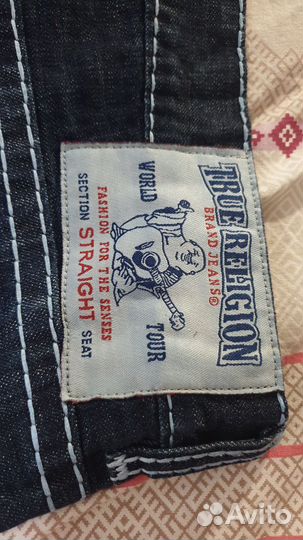 TRUE RELIGION
BRAND JEANS®
WORLD TOUR
FASHION FOR THE SENSES
SECTION STRAIGHT SEAT
Avito